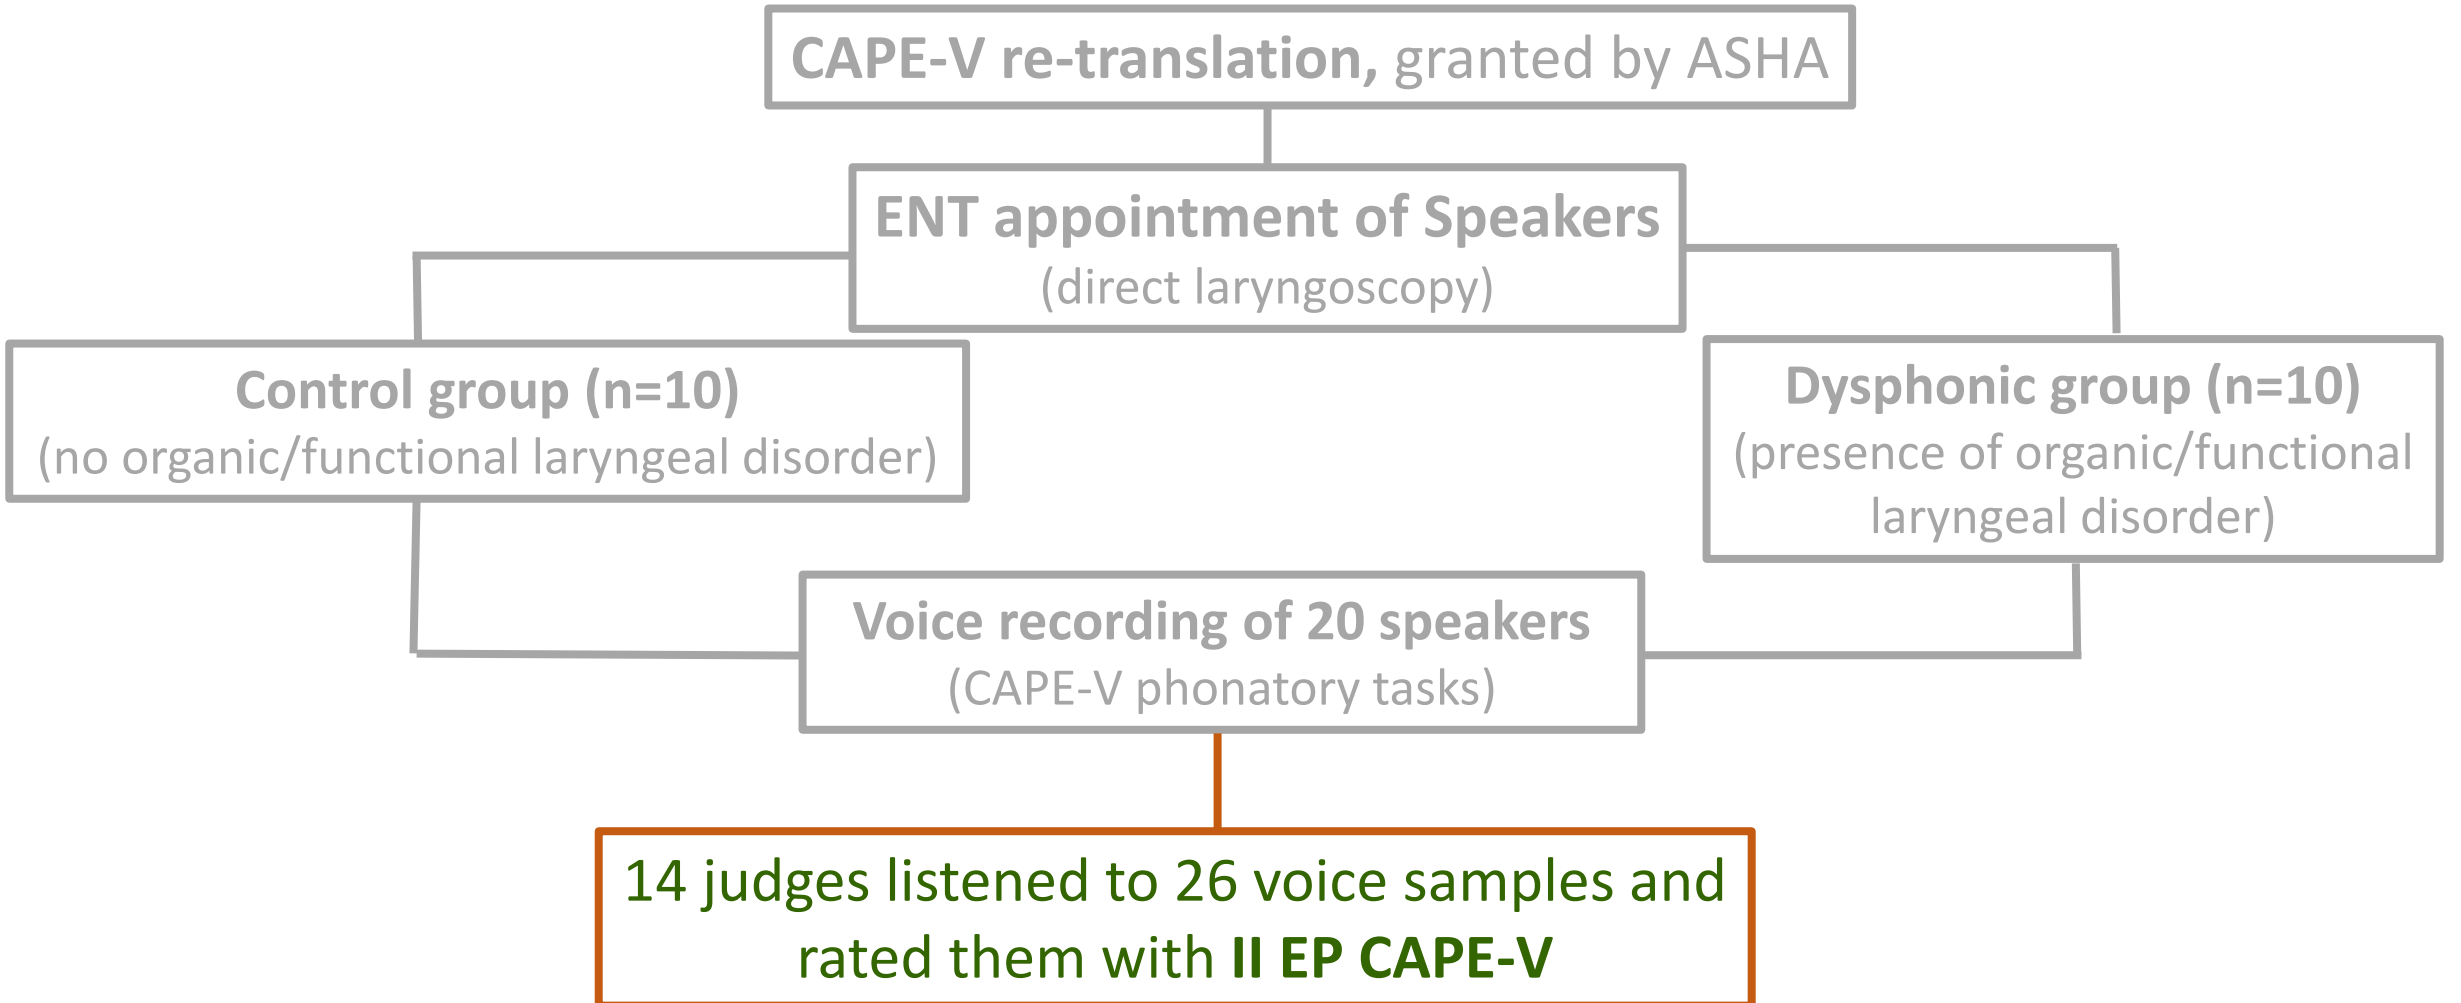 CAPE-V re-translation, granted by ASHA
ENT appointment of Speakers
(direct laryngoscopy)
Control group (n=10)
(no organic/functional laryngeal disorder)
Dysphonic group (n=10)
(presence of organic/functional
laryngeal disorder)
Voice recording of 20 speakers
(CAPE-V phonatory tasks)
14 judges listened to 26 voice samples and
rated them with II EP CAPE-V